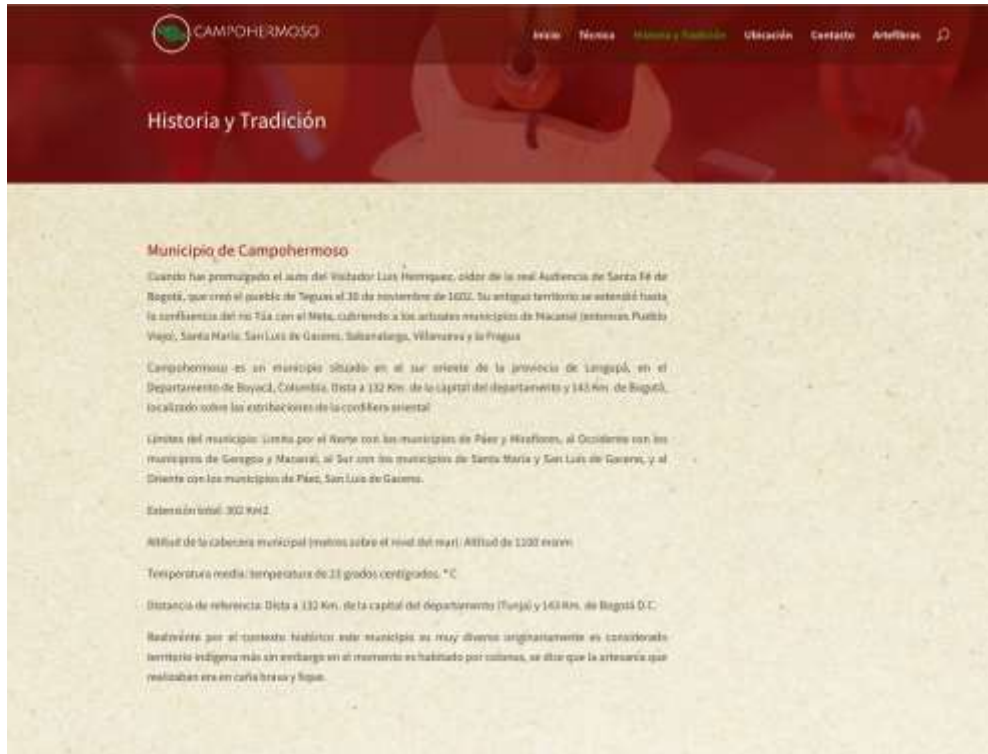 CAMPOHERMOSO
Inicio Técnica Historia y Tradición Ubicación Contacto Artefibras
Historia y Tradición
Municipio de Campohermoso
Cuando fue promulgado el auto del Visitador Luis Henriquez, oidor de la real Audiencia de Santa Fé de
Bogotá, que creó el pueblo de Teguas el 30 de noviembre de 1602. Su antiguo territorio se extendió hasta
la confluencia del rio Túa con el Meta, cubriendo a los actuales municipios de Macanal (entonces Pueblo
Viejo), Santa María, San Luis de Gaceno, Sabanalarga, Villanueva y la Fragua
Campohermoso es un municipio situado en el sur oriente de la provincia de Lengupá, en el
Departamento de Boyacá, Colombia. Dista a 132 Km. de la capital del departamento y 143 Km. de Bogotá,
localizado sobre las estribaciones de la cordillera oriental
Límites del municipio: Limita por el Norte con los municipios de Páez y Miraflores, al Occidente con los
municipios de Garagoa y Macanal, al Sur con los municipios de Santa María y San Luis de Gaceno, y al
Oriente con los municipios de Páez, San Luis de Gaceno.
Extensión total: 302 Km2
Altitud de la cabecera municipal (metros sobre el nivel del mar): Altitud de 1100 msnm
Temperatura media: temperatura de 23 grados centígrados. º C
Distancia de referencia: Dista a 132 Km. de la capital del departamento (Tunja) y 143 Km. de Bogotá D.C.
Realmente por el contexto histórico este municipio es muy diverso originariamente es considerado
territorio indígena más sin embargo en el momento es habitado por colonos, se dice que la artesanía que
realizaban era en caña brava y fique.